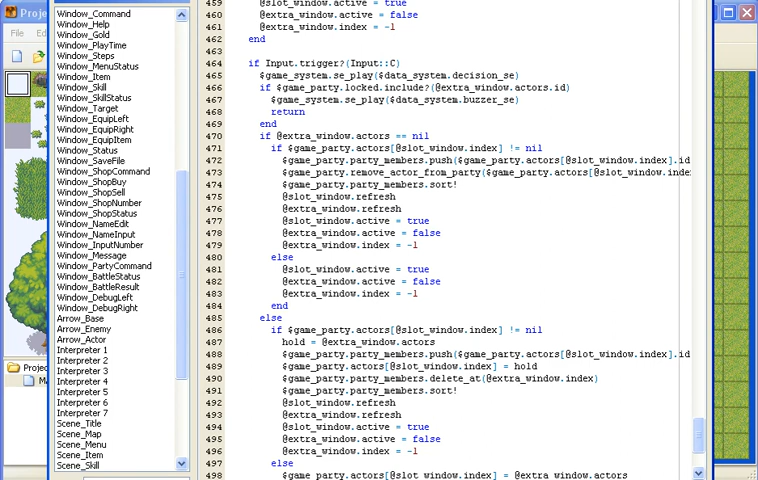 Proje
File
Proje
Ma
Window_Command
Window_Help
Window_Gold
Window_PlayTime
Window_Steps
Window_MenuStatus
Window_Item
Window_Skill
Window_SkillStatus
Window_Target
Window_EquipLeft
Window_EquipRight
Window_EquipItem
Window_Status
Window_SaveFile
Window_ShopCommand
Window_ShopBuy
Window_ShopSell
Window_ShopNumber
Window_ShopStatus
Window_NameEdit
Window_NameInput
Window_InputNumber
Window_Message
Window_PartyCommand
Window_BattleStatus
Window_BattleResult
Window_DebugLeft
Window_DebugRight
Arrow_Base
Arrow_Enemy
Arrow_Actor
Interpreter 1
Interpreter 2
Interpreter 3
Interpreter 4
Interpreter 5
Interpreter 6
Interpreter 7
Scene_Title
Scene_Map
Scene_Menu
Scene_Item
Scene_Skill
459 @slot_window.active = true
460 @extra_window.active = false
461 @extra_window.index = -1
462 end
463
464 if Input.trigger?(Input::C)
465 $game_system.se_play($data_system.decision_se)
466 if $game_party.locked.include?(@extra_window.actors.id)
467 $game_system.se_play($data_system.buzzer_se)
468 return
469 end
470 if @extra_window.actors == nil
471 if $game_party.actors[@slot_window.index] != nil
472 $game_party.party_members.push($game_party.actors[@slot_window.index].id
473 $game_party.remove_actor_from_party($game_party.actors[@slot_window.inde
474 $game_party.party_members.sort!
475 @slot_window.refresh
476 @extra_window.refresh
477 @slot_window.active = true
478 @extra_window.active = false
479 @extra_window.index = -1
480 else
481 @slot_window.active = true
482 @extra_window.active = false
483 @extra_window.index = -1
484 end
485 else
486 if $game_party.actors[@slot_window.index] != nil
487 hold = @extra_window.actors
488 $game_party.party_members.push($game_party.actors[@slot_window.index].id
489 $game_party.actors[@slot_window.index] = hold
490 $game_party.party_members.delete_at(@extra_window.index)
491 $game_party.party_members.sort!
492 @slot_window.refresh
493 @extra_window.refresh
494 @slot_window.active = true
495 @extra_window.active = false
496 @extra_window.index = -1
497 else
498 $game_party.actors[@slot_window.index] = @extra_window.actors